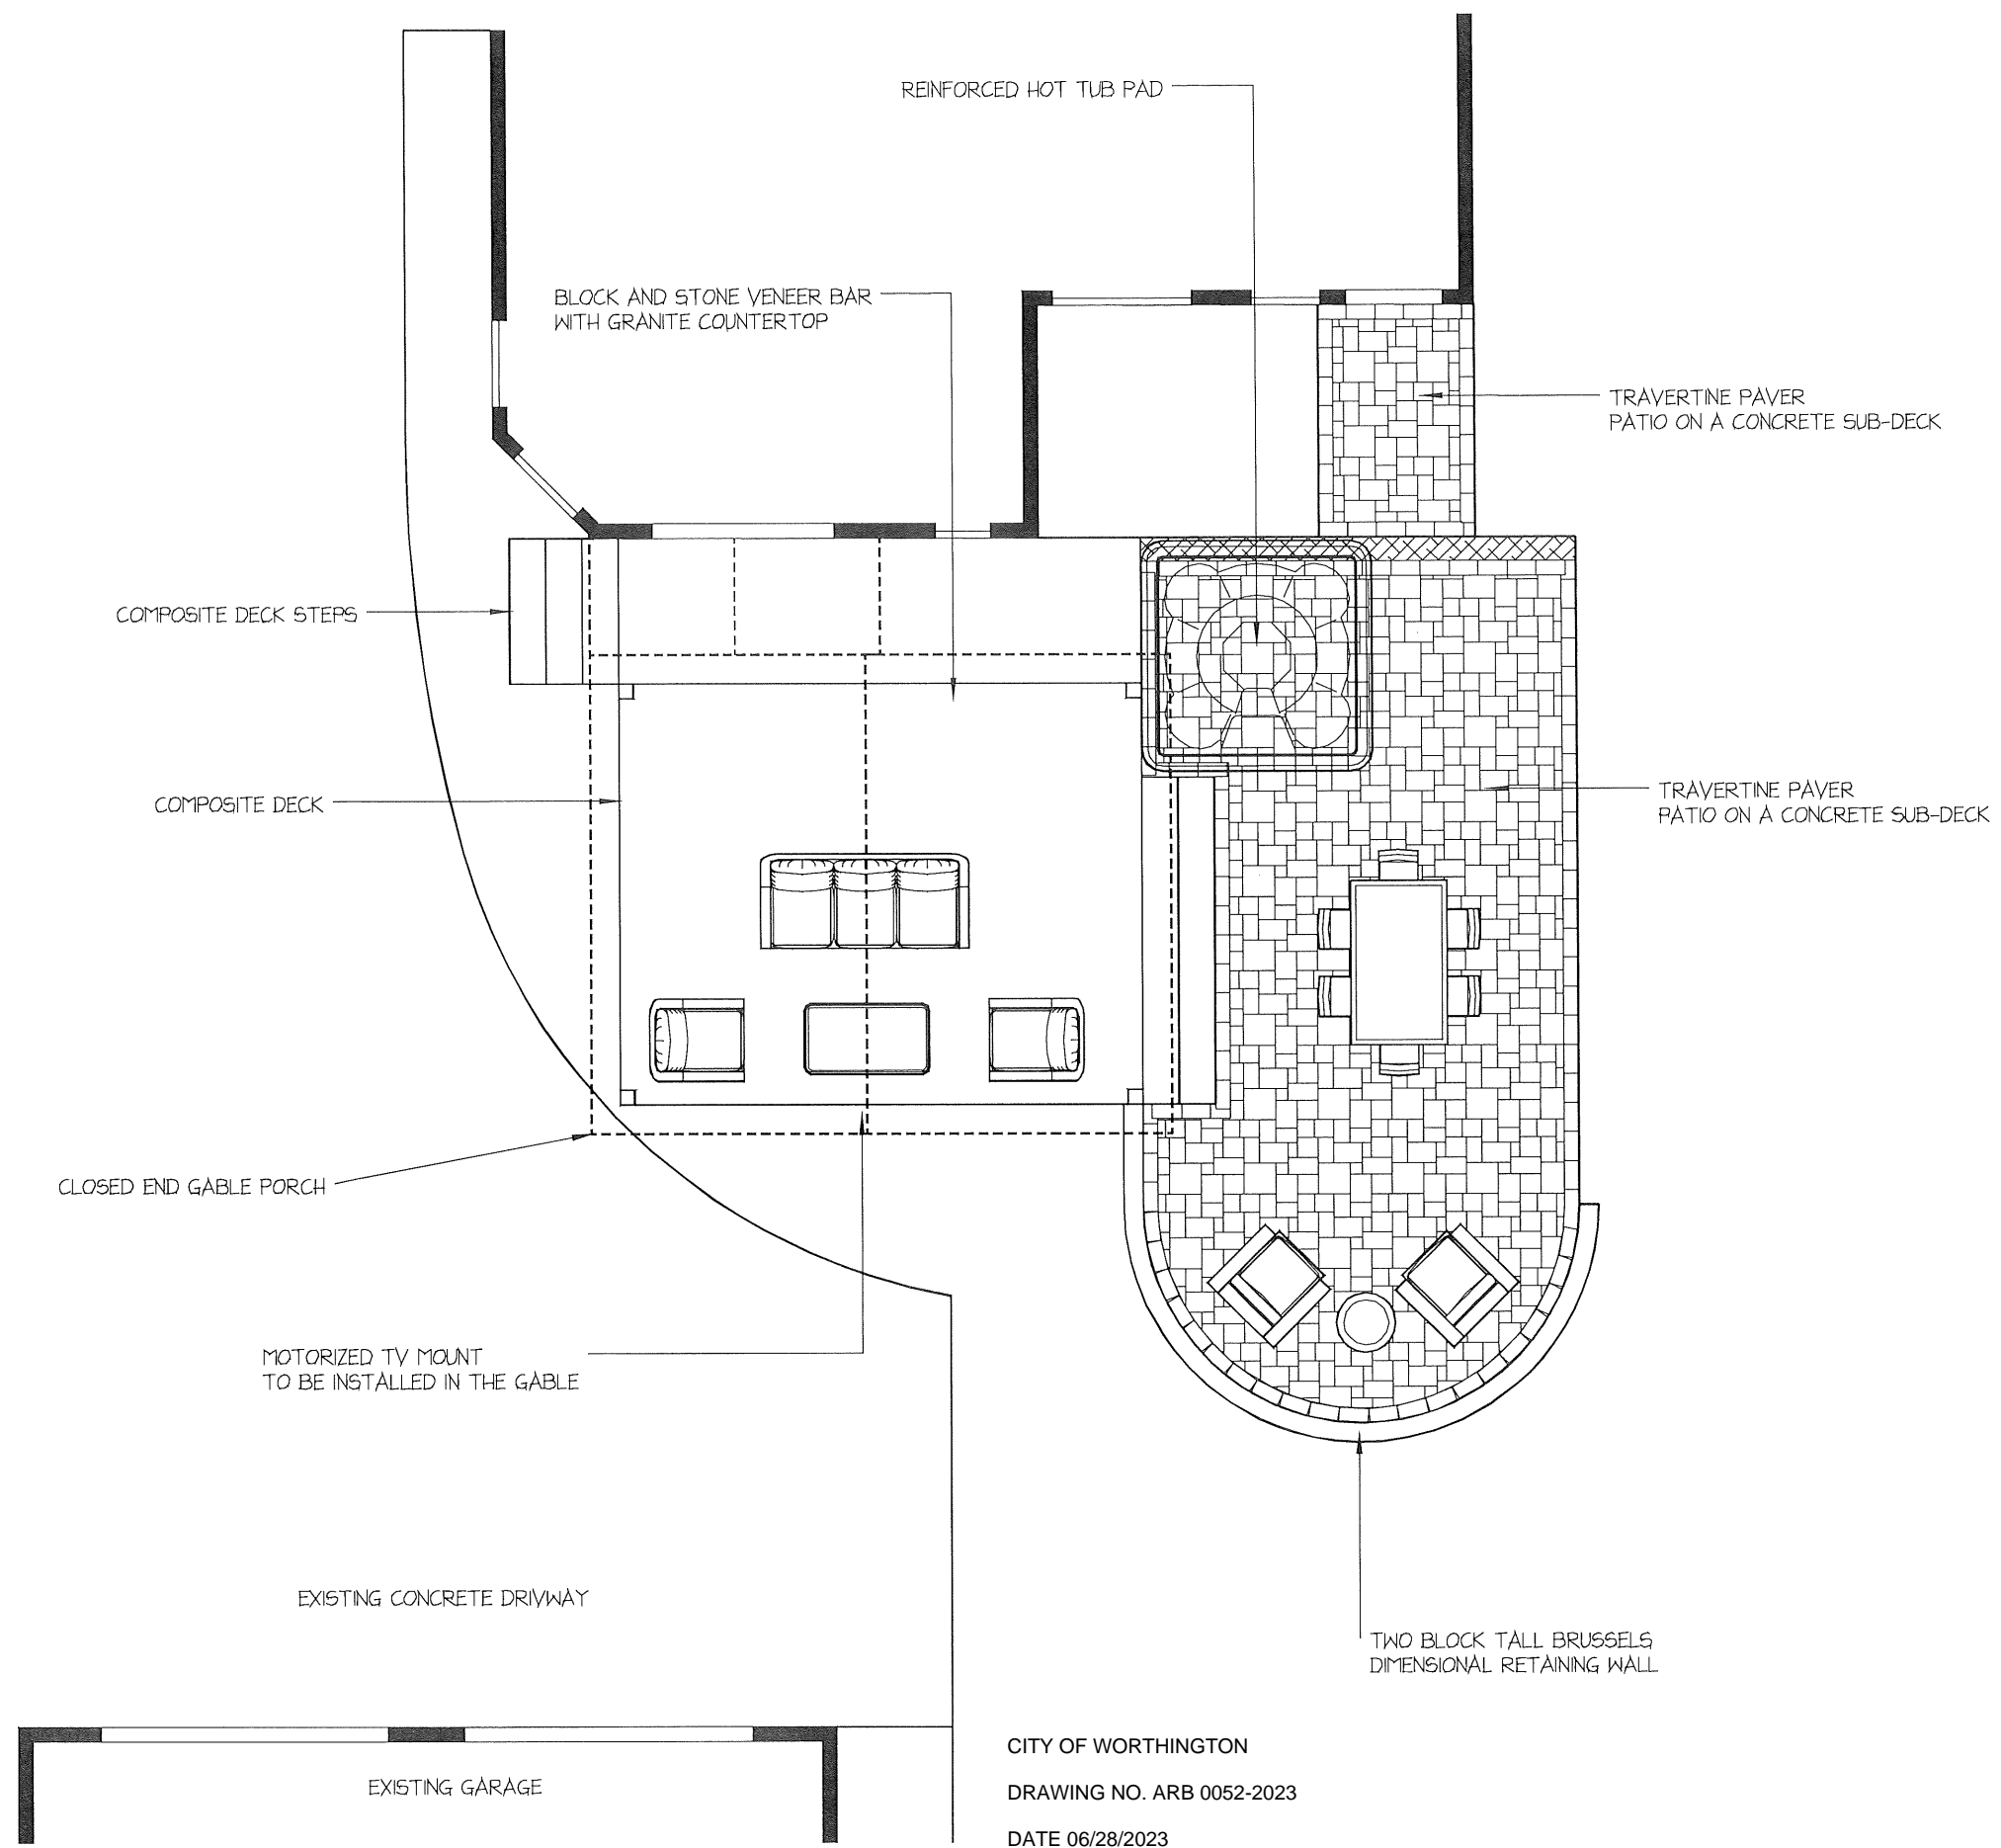 REINFORCED HOT TUB PAD
BLOCK AND STONE VENEER BAR
WITH GRANITE COUNTERTOP
TRAVERTINE PAVER
PATIO ON A CONCRETE SUB-DECK
COMPOSITE DECK STEPS
COMPOSITE DECK
TRAVERTINE PAVER
PATIO ON A CONCRETE SUB-DECK
CLOSED END GABLE PORCH
MOTORIZED TV MOUNT
TO BE INSTALLED IN THE GABLE
EXISTING CONCRETE DRIVWAY
TWO BLOCK TALL BRUSSELS
DIMENSIONAL RETAINING WALL
EXISTING GARAGE
CITY OF WORTHINGTON
DRAWING NO. ARB 0052-2023
DATE 06/28/2023